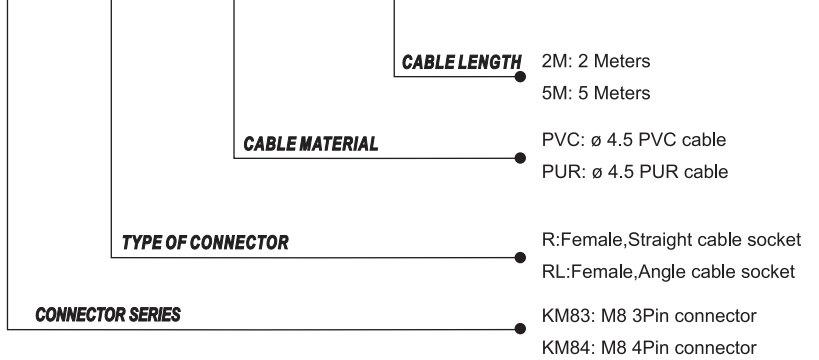 CABLE LENGTH 2M: 2 Meters
5M: 5 Meters
CABLE MATERIAL PVC: ø 4.5 PVC cable
PUR: ø 4.5 PUR cable
TYPE OF CONNECTOR R:Female,Straight cable socket
RL:Female,Angle cable socket
CONNECTOR SERIES KM83: M8 3Pin connector
KM84: M8 4Pin connector